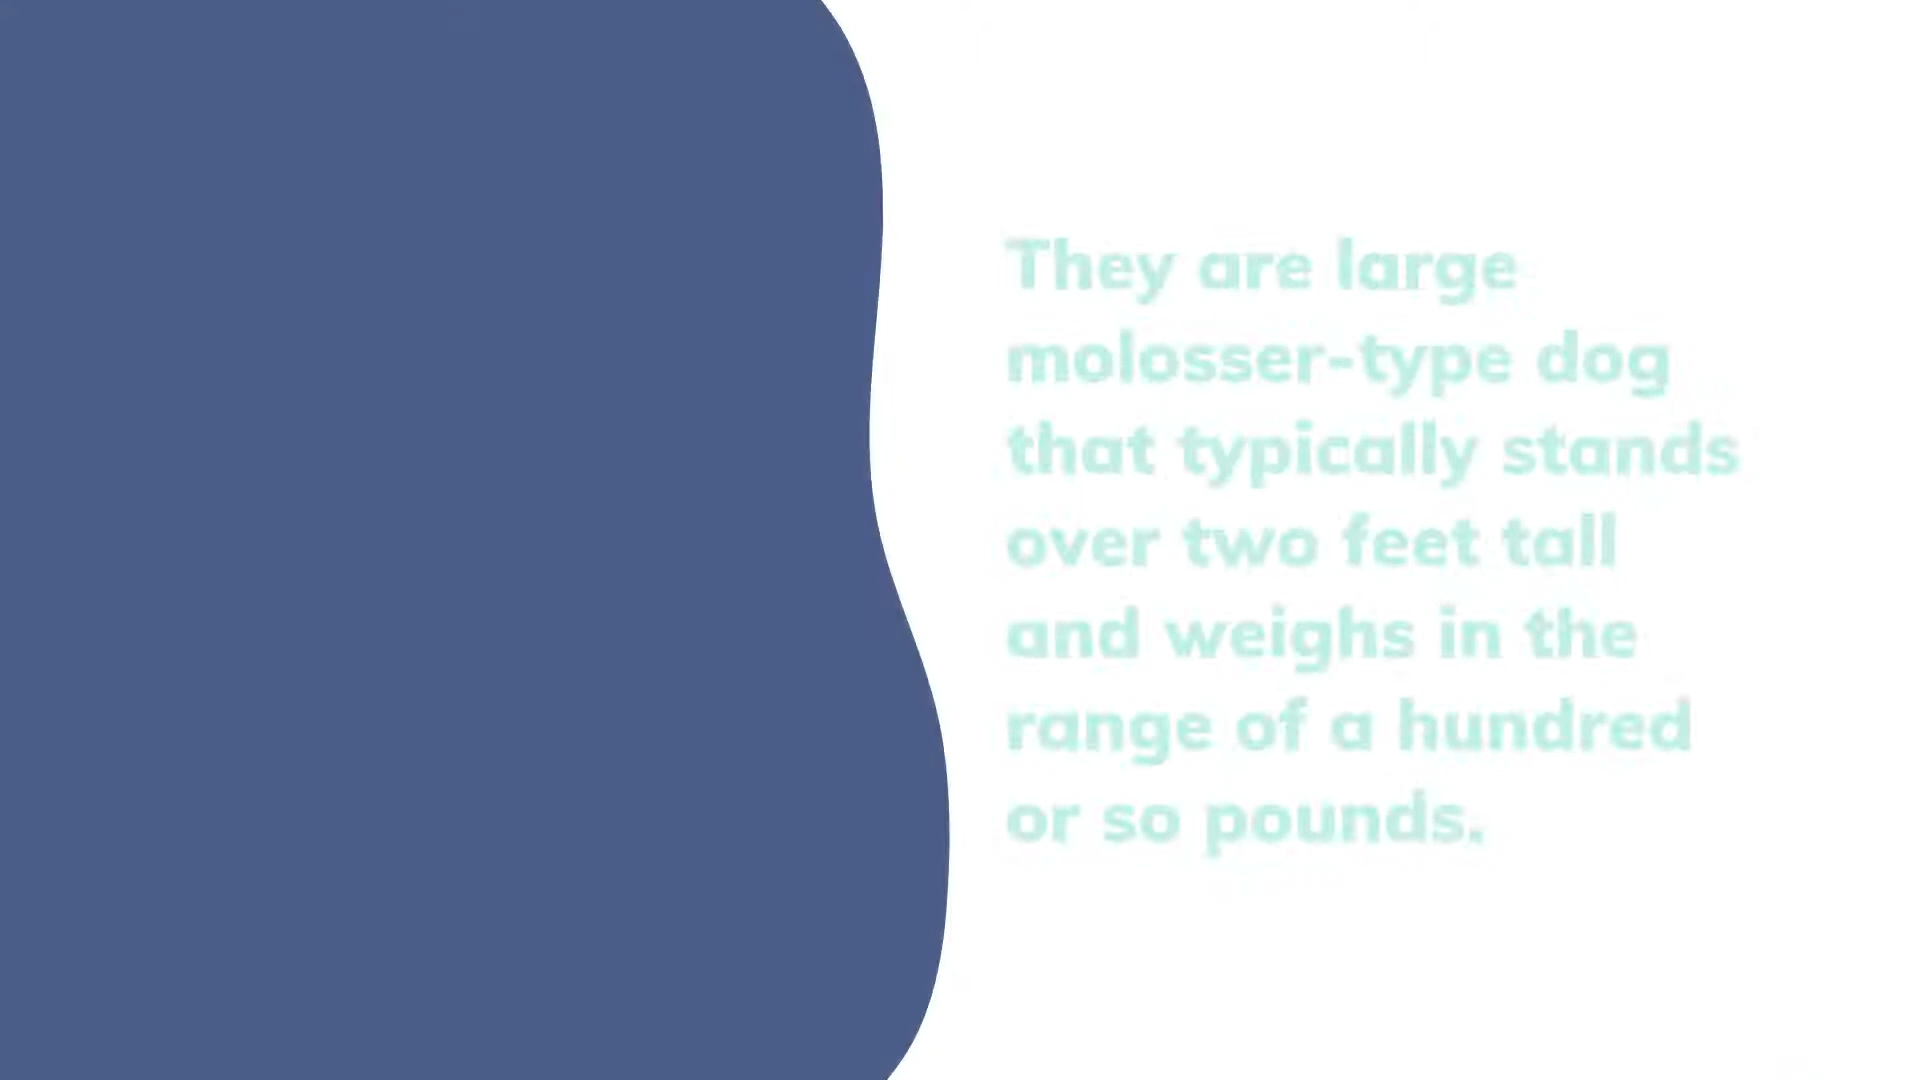 They are large
molosser-type dog
that typically stands
over two feet tall
and weighs in the
range of a hundred
or so pounds.